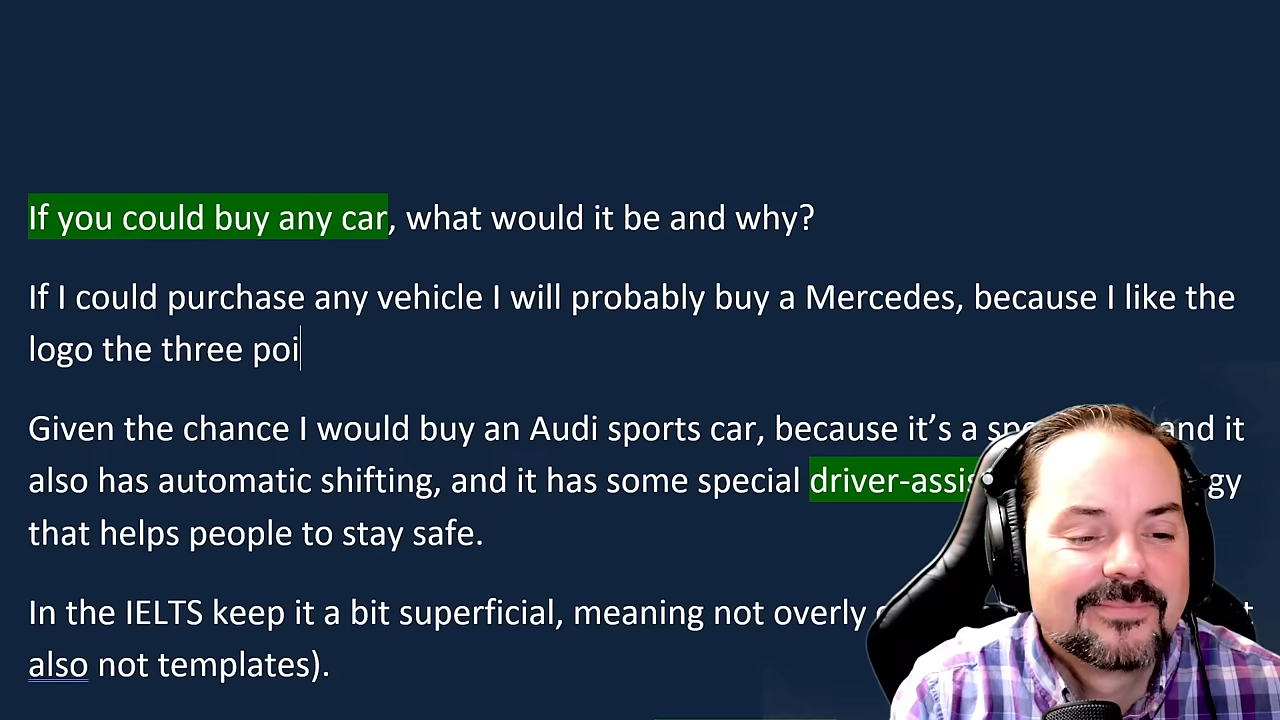 If you could buy any car, what would it be and why?
If I could purchase any vehicle I will probably buy a Mercedes, because I like the
logo the three poi
Given the chance I would buy an Audi sports car, because it’s a and it
also has automatic shifting, and it has some special
that helps people to stay safe.
In the IELTS keep it a bit superficial, meaning not overly
also not templates).